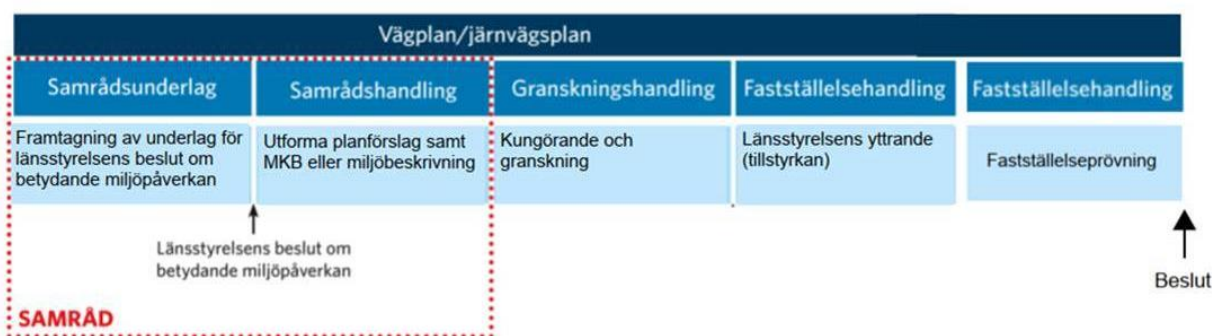 Vägplan/järnvägsplan
Samrådsunderlag
Samrådshandling
Granskningshandling
Fastställelsehandling
Fastställelsehandling
Framtagning av underlag för
länsstyrelsens beslut om
betydande miljöpåverkan
Utforma planförslag samt
MKB eller miljöbeskrivning
Kungörande och
granskning
Länsstyrelsens yttrande
(tillstyrkan)
Fastställelseprövning
Länsstyrelsens beslut om
betydande miljöpåverkan
Beslut
SAMRÅD